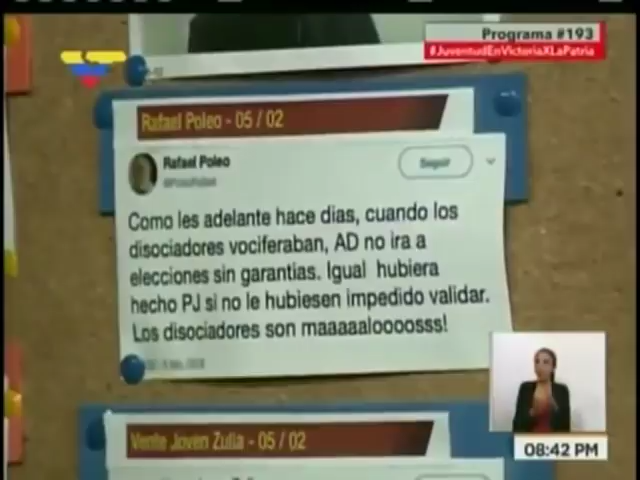 Programa #193
#JuventudEnVictoriaXLaPatria
Rafael Poleo - 05 / 02
Rafael Poleo
Seguir
Como les adelante hace dias, cuando los
disociadores vociferaban, AD no ira a
elecciones sin garantias. Igual hubiera
hecho PJ si no le hubiesen impedido validar.
Los disociadores son maaaaaloooosss!
Vente Joven Zulia - 05 / 02
08:42 PM